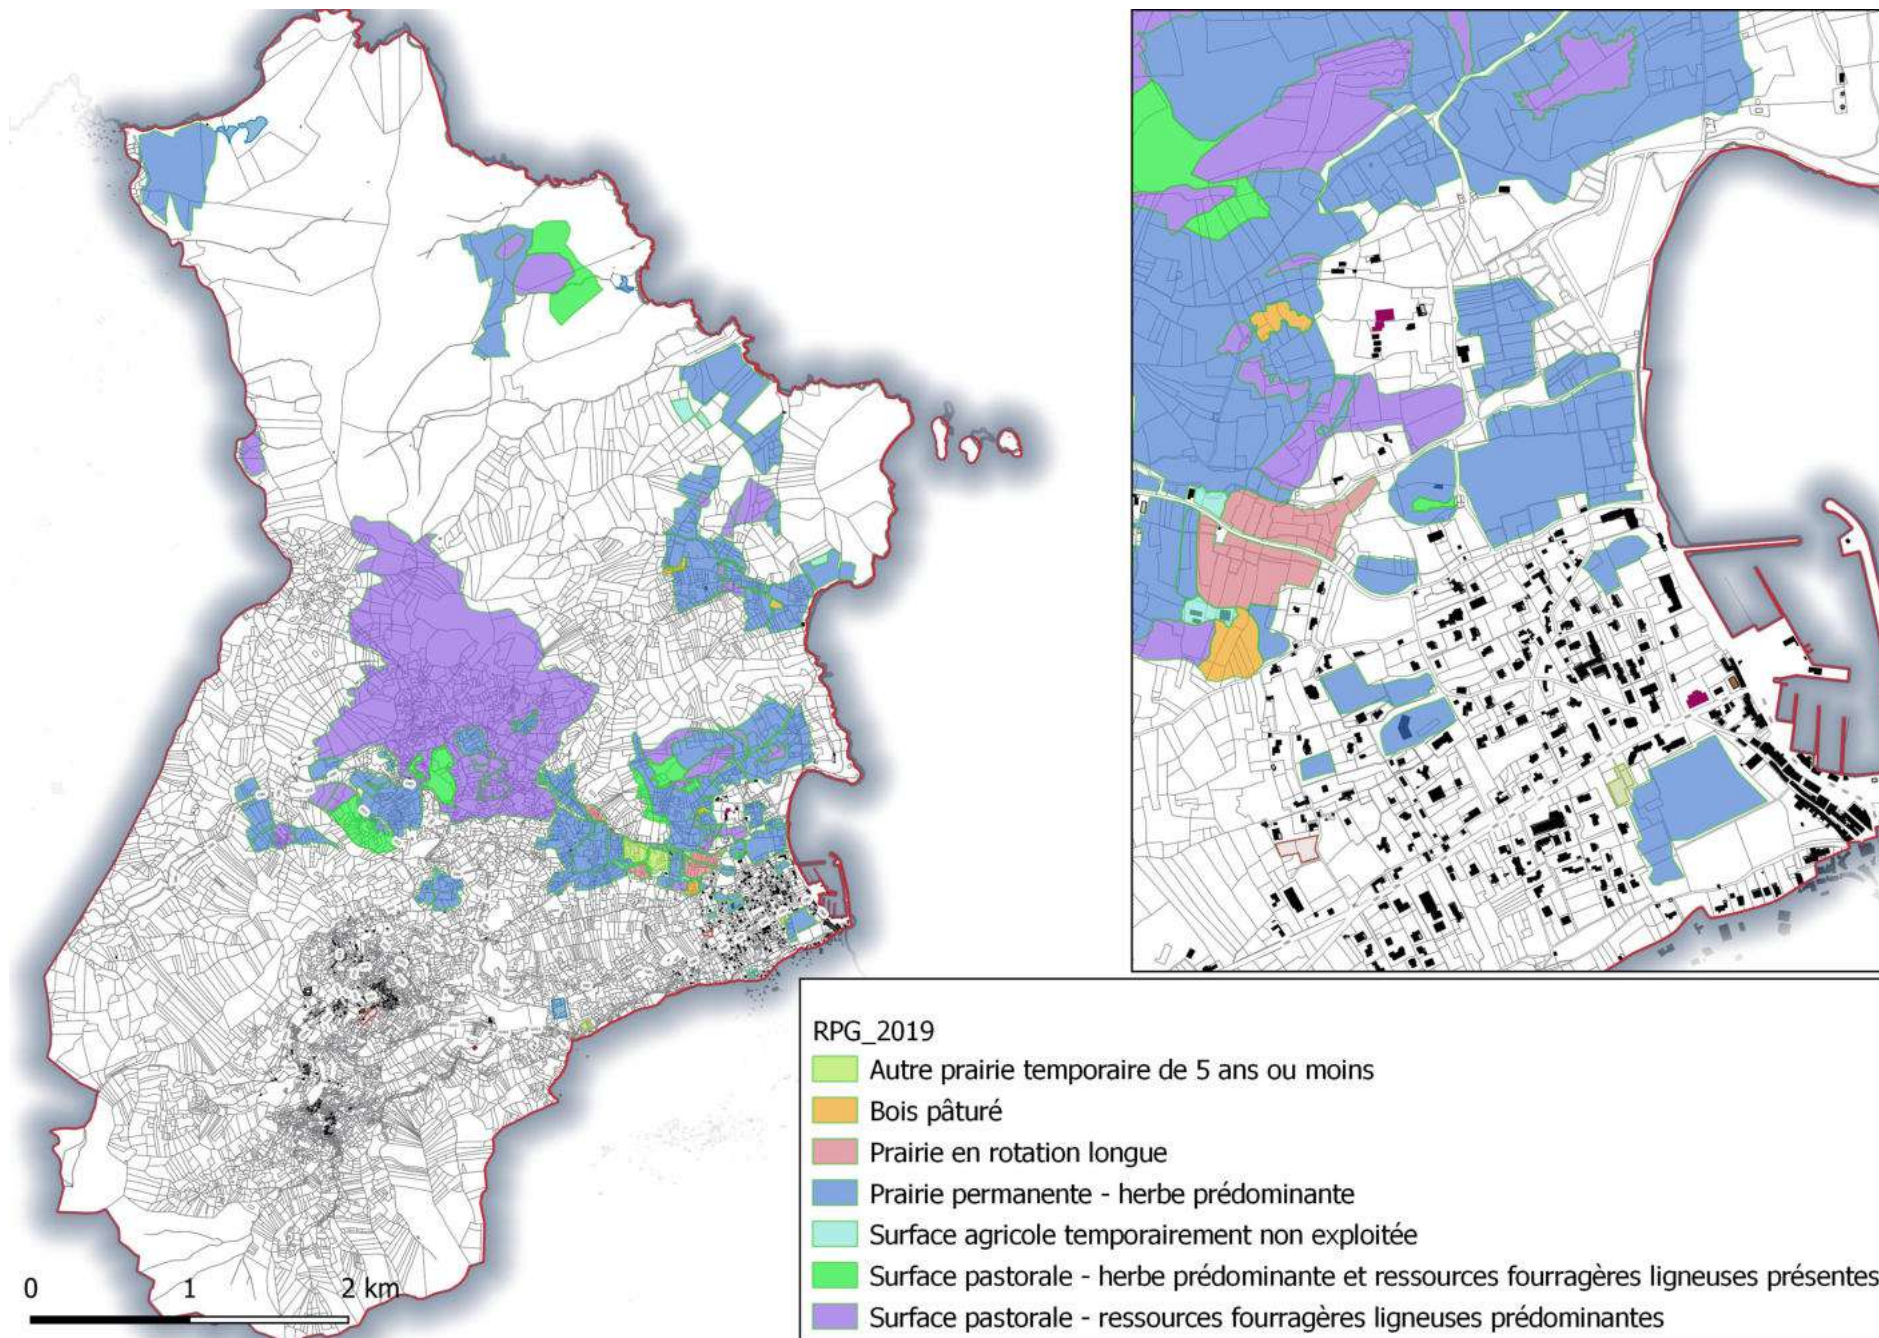 RPG_2019
Autre prairie temporaire de 5 ans ou moins
Bois pâturé
Prairie en rotation longue
Prairie permanente - herbe prédominante
Surface agricole temporairement non exploitée
Surface pastorale - herbe prédominante et ressources fourragères ligneuses présentes
Surface pastorale - ressources fourragères ligneuses prédominantes
0 1 2 km